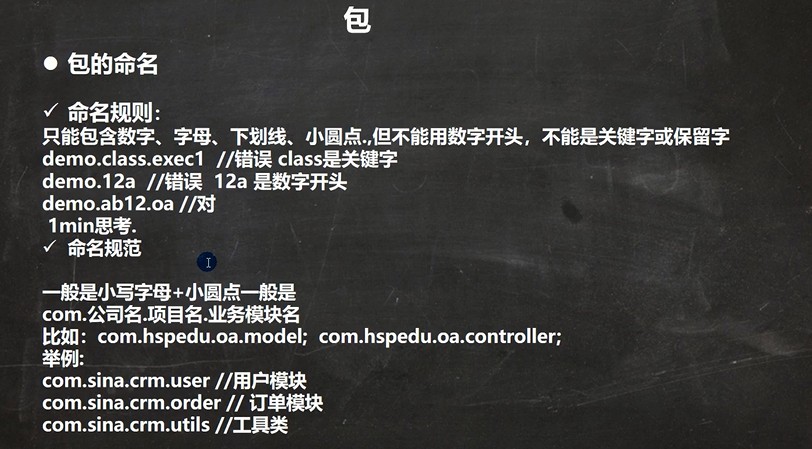 包
● 包的命名
✓ 命名规则：
只能包含数字、字母、下划线、小圆点.,但不能用数字开头，不能是关键字或保留字
demo.class.exec1 //错误 class是关键字
demo.12a //错误 12a 是数字开头
demo.ab12.oa //对
1min思考.
✓ 命名规范
一般是小写字母+小圆点一般是
com.公司名.项目名.业务模块名
比如：com.hspedu.oa.model; com.hspedu.oa.controller;
举例:
com.sina.crm.user //用户模块
com.sina.crm.order // 订单模块
com.sina.crm.utils //工具类